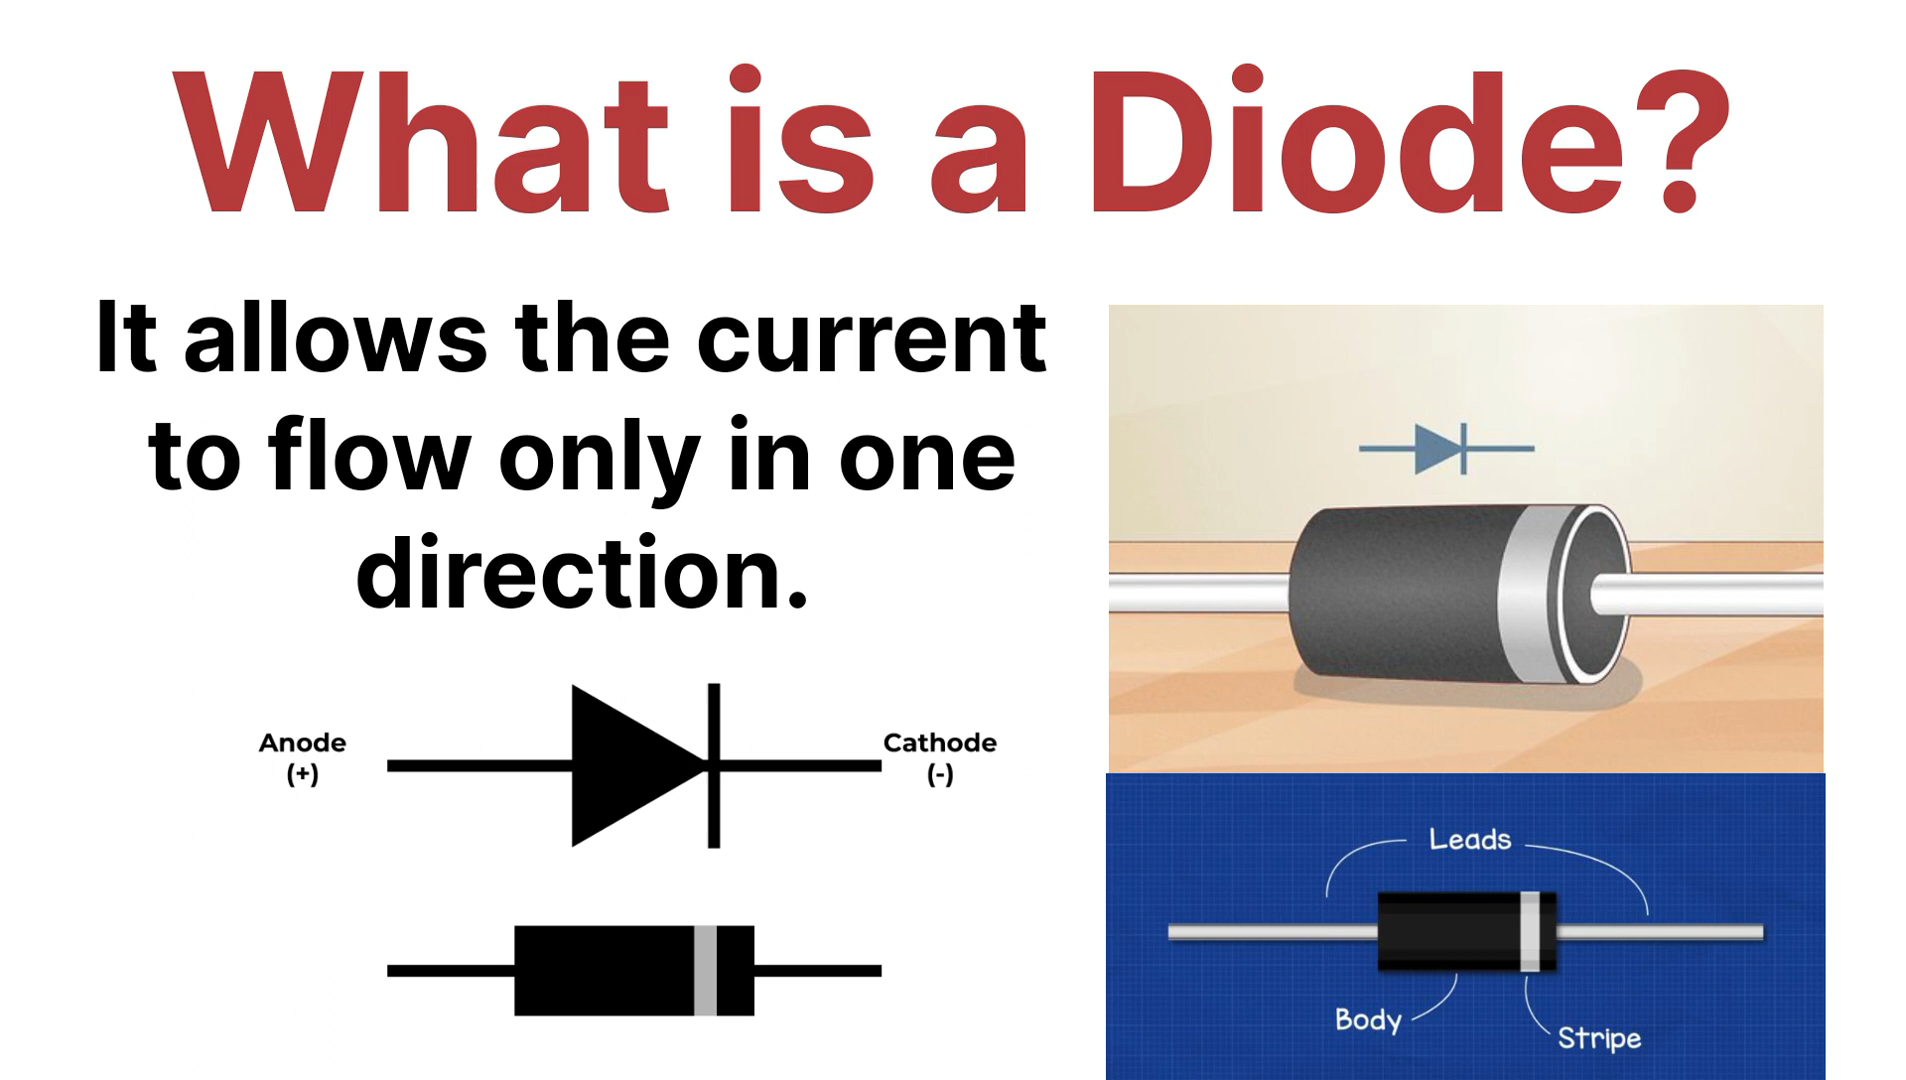 What is a Diode?
It allows the current
to flow only in one
direction.
Anode
(+)
Cathode
(-)
Leads
Body
Stripe